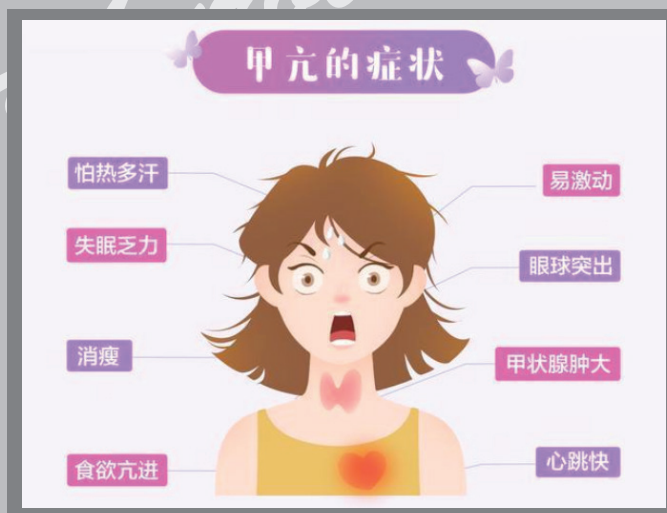 甲亢的症状
怕热多汗
易激动
失眠乏力
眼球突出
消瘦
甲状腺肿大
食欲亢进
心跳快